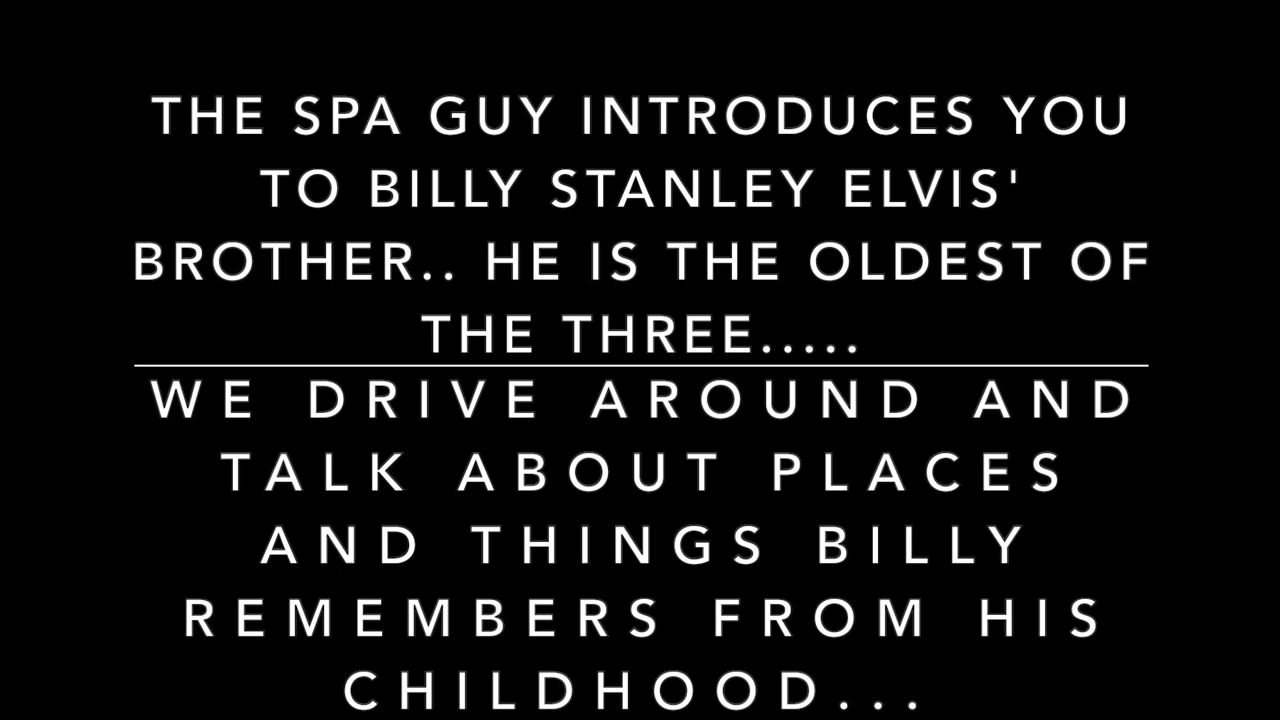 THE SPA GUY INTRODUCES YOU
TO BILLY STANLEY ELVIS'
BROTHER.. HE IS THE OLDEST OF
THE THREE.....
WE DRIVE AROUND AND
TALK ABOUT PLACES
AND THINGS BILLY
REMEMBERS FROM HIS
CHILDHOOD...